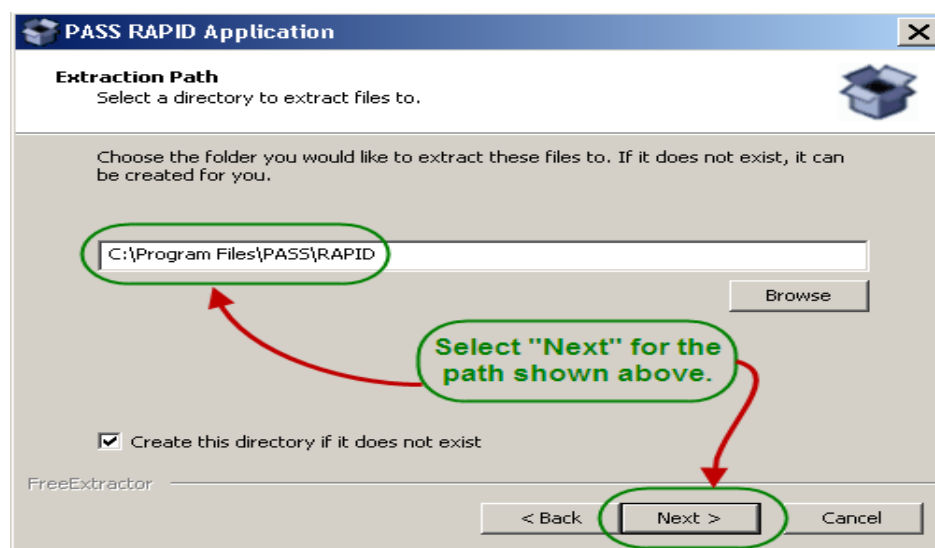 PASS RAPID Application
Extraction Path
Select a directory to extract files to.
Choose the folder you would like to extract these files to. If it does not exist, it can
be created for you.
C:\Program Files\PASS\RAPID
Browse
Select "Next" for the
path shown above.
Create this directory if it does not exist
FreeExtractor
< Back Next > Cancel